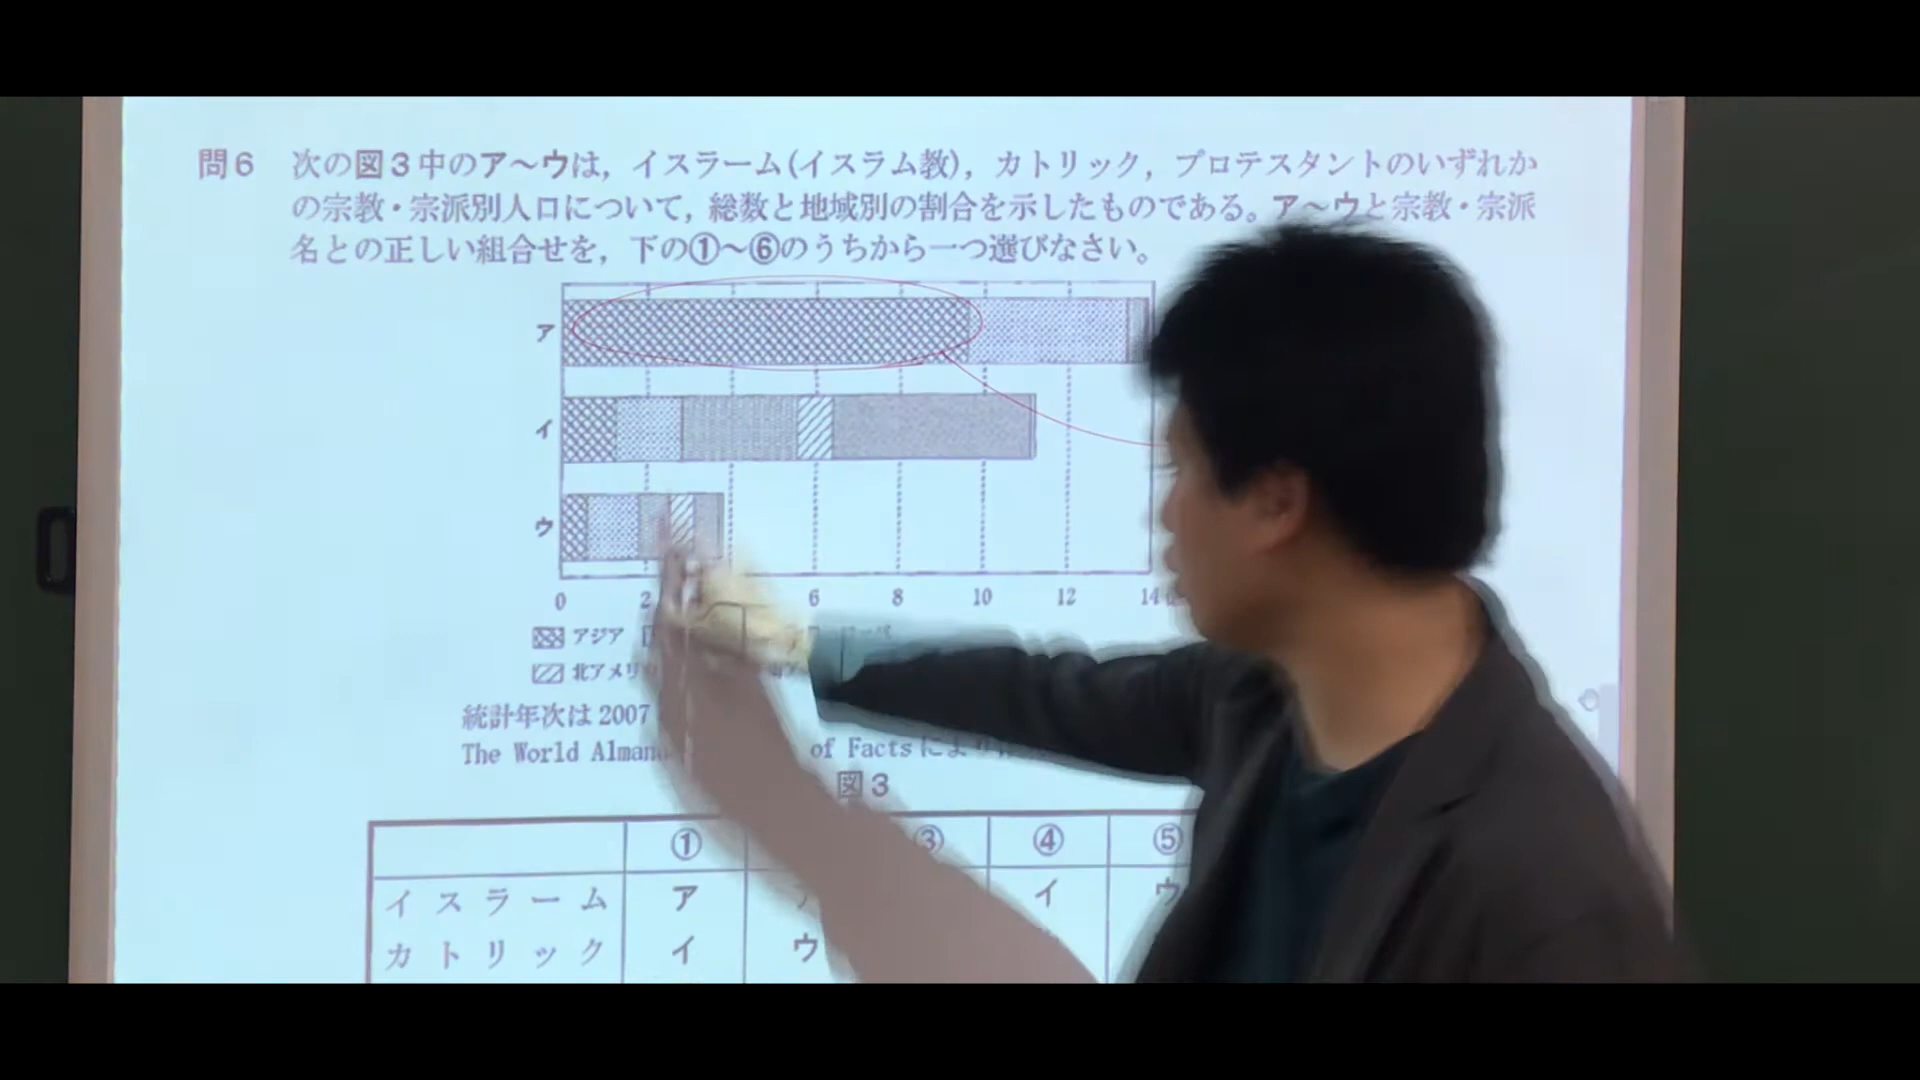 問6 次の図3中のア～ウは，イスラーム(イスラム教)，カトリック，プロテスタントのいずれか
の宗教・宗派別人口について，総数と地域別の割合を示したものである。ア～ウと宗教・宗派
名との正しい組合せを，下の①～⑥のうちから一つ選びなさい。
ア
イ
ウ
0 2 6 8 10 12 14
アジア
北アメリ
統計年次は2007
The World Alman of Facts により
図3
① ③ ④ ⑤
イスラーム ア イ ウ
カトリック イ ウ